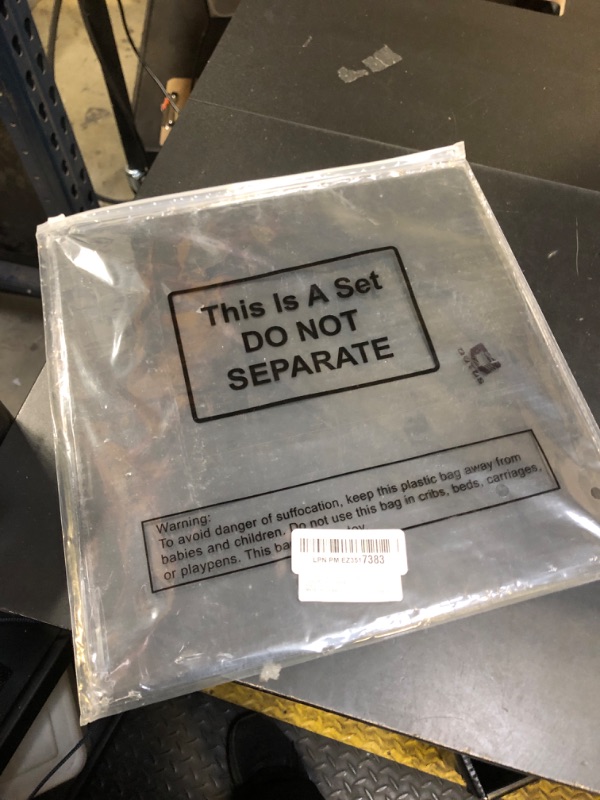 This Is A Set
DO NOT
SEPARATE
Warning:
To avoid danger of suffocation, keep this plastic bag away from
babies and children. Do not use this bag in cribs, beds, carriages,
or playpens. This
7383